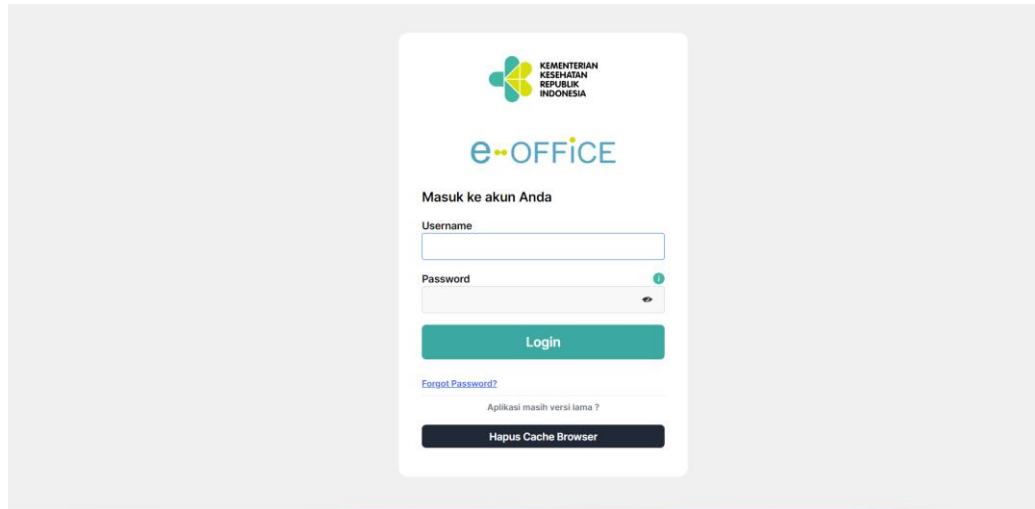 KEMENTERIAN
KESEHATAN
REPUBLIK
INDONESIA
e-OFFiCE
Masuk ke akun Anda
Username
Password
i
Login
Forgot Password?
Aplikasi masih versi lama ?
Hapus Cache Browser